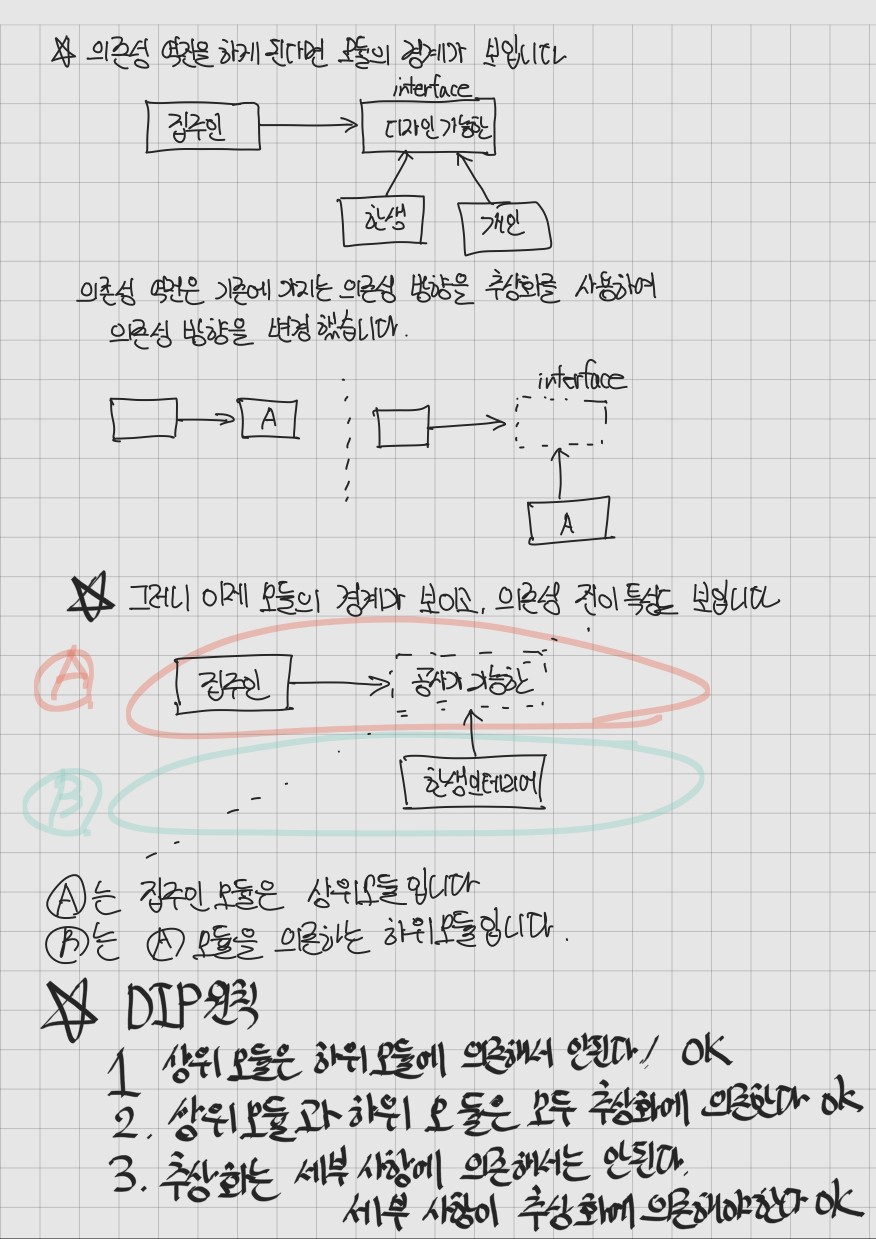 ☆ 의존성 역전을 하게 된다면 모듈의 경계가 보입니다
interface
집주인
디자인 가능한
한샘
개인
의존성 역전은 기존에 가지는 의존성 방향을 추상화를 사용하여
의존성 방향을 변경했습니다.
interface
A
A
☆ 그러니 이제 모듈의 경계가 보이고, 의존성 전이 특성도 보입니다
A
집주인
공사가 가능한
B
한샘인테리어
Ⓐ는 집주인 모듈은 상위모듈입니다
Ⓑ는 Ⓐ 모듈을 의존하는 하위모듈입니다.
☆ DIP원칙
1 상위 모듈은 하위 모듈에 의존해서 안된다/ OK
2. 상위모듈과 하위 모듈은 모두 추상화에 의존한다 ok
3. 추상화는 세부 사항에 의존해서는 안된다.
세부 사항이 추상화에 의존해야한다 ok